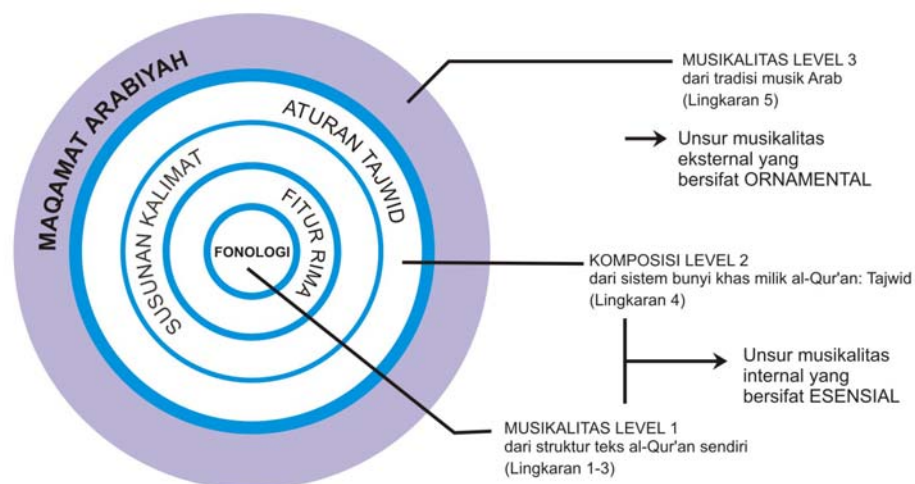 MAQAMAT ARABIYAH
ATURAN TAJWID
SUSUNAN KALIMAT
FITUR RIMA
FONOLOGI
MUSIKALITAS LEVEL 3
dari tradisi musik Arab
(Lingkaran 5)
Unsur musikalitas
eksternal yang
bersifat ORNAMENTAL
KOMPOSISI LEVEL 2
dari sistem bunyi khas milik al-Qur'an: Tajwid
(Lingkaran 4)
Unsur musikalitas
internal yang
bersifat ESENSIAL
MUSIKALITAS LEVEL 1
dari struktur teks al-Qur'an sendiri
(Lingkaran 1-3)